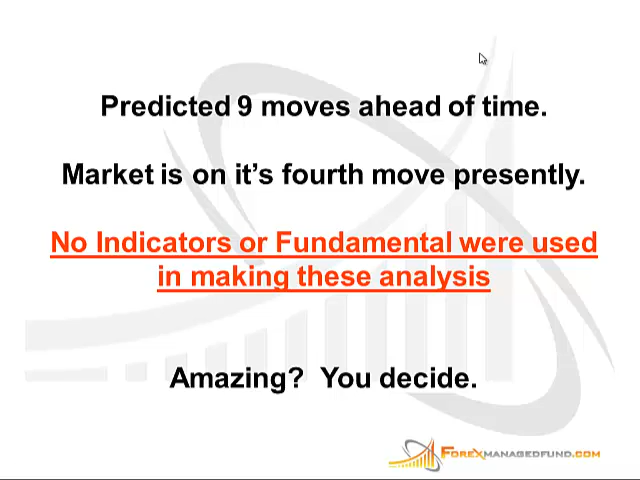 Predicted 9 moves ahead of time.
Market is on it's fourth move presently.
No Indicators or Fundamental were used
in making these analysis
Amazing? You decide.
FOREXMANAGEDFUND.COM